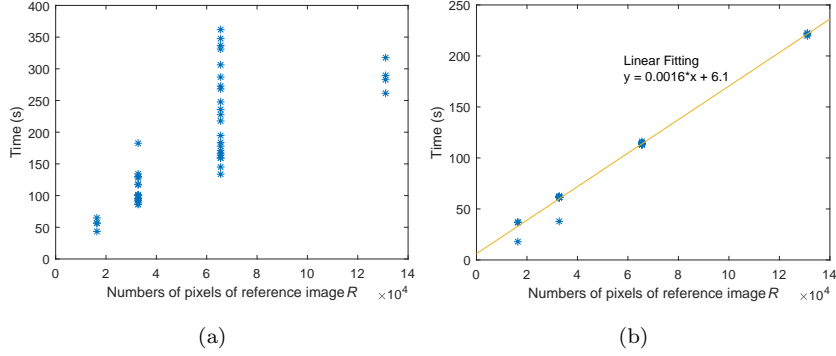 400
350
300
250
200
150
100
50
0
Time (s)
0 2 4 6 8 10 12 14
Numbers of pixels of reference image R ×10^4
(a)
250
200
150
100
50
0
Time (s)
Linear Fitting
y = 0.0016*x + 6.1
0 2 4 6 8 10 12 14
Numbers of pixels of reference image R ×10^4
(b)